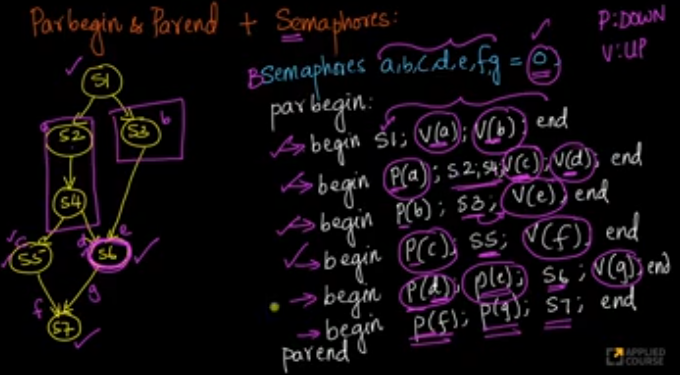 Parbegin & Parend + Semaphores:
P:DOWN
V:UP
BSemaphores a,b,c,d,e,f,g = 0.
parbegin:
begin S1; V(a); V(b); end
begin P(a); S2; S4; V(c); V(d); end
begin P(b); S3; V(e); end
begin P(c); S5; V(f); end
begin P(d); P(e); S6; V(g); end
begin P(f); P(g); S7; end
parend
S1
S2
S3
b
S4
c
d
e
S5
S6
f
g
S7
APPLIED
COURSE